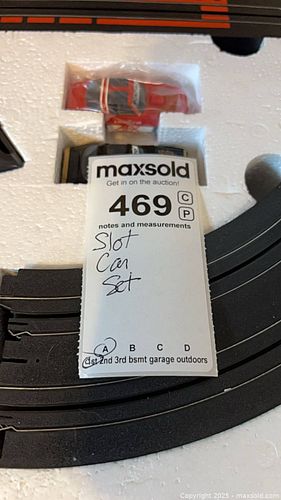 maxsold
Get in on the auction!
469 C
P
notes and measurements
Slot
Car
Set
A B C D
1st 2nd 3rd bsmt garage outdoors
Copyright © 2025 - maxsold